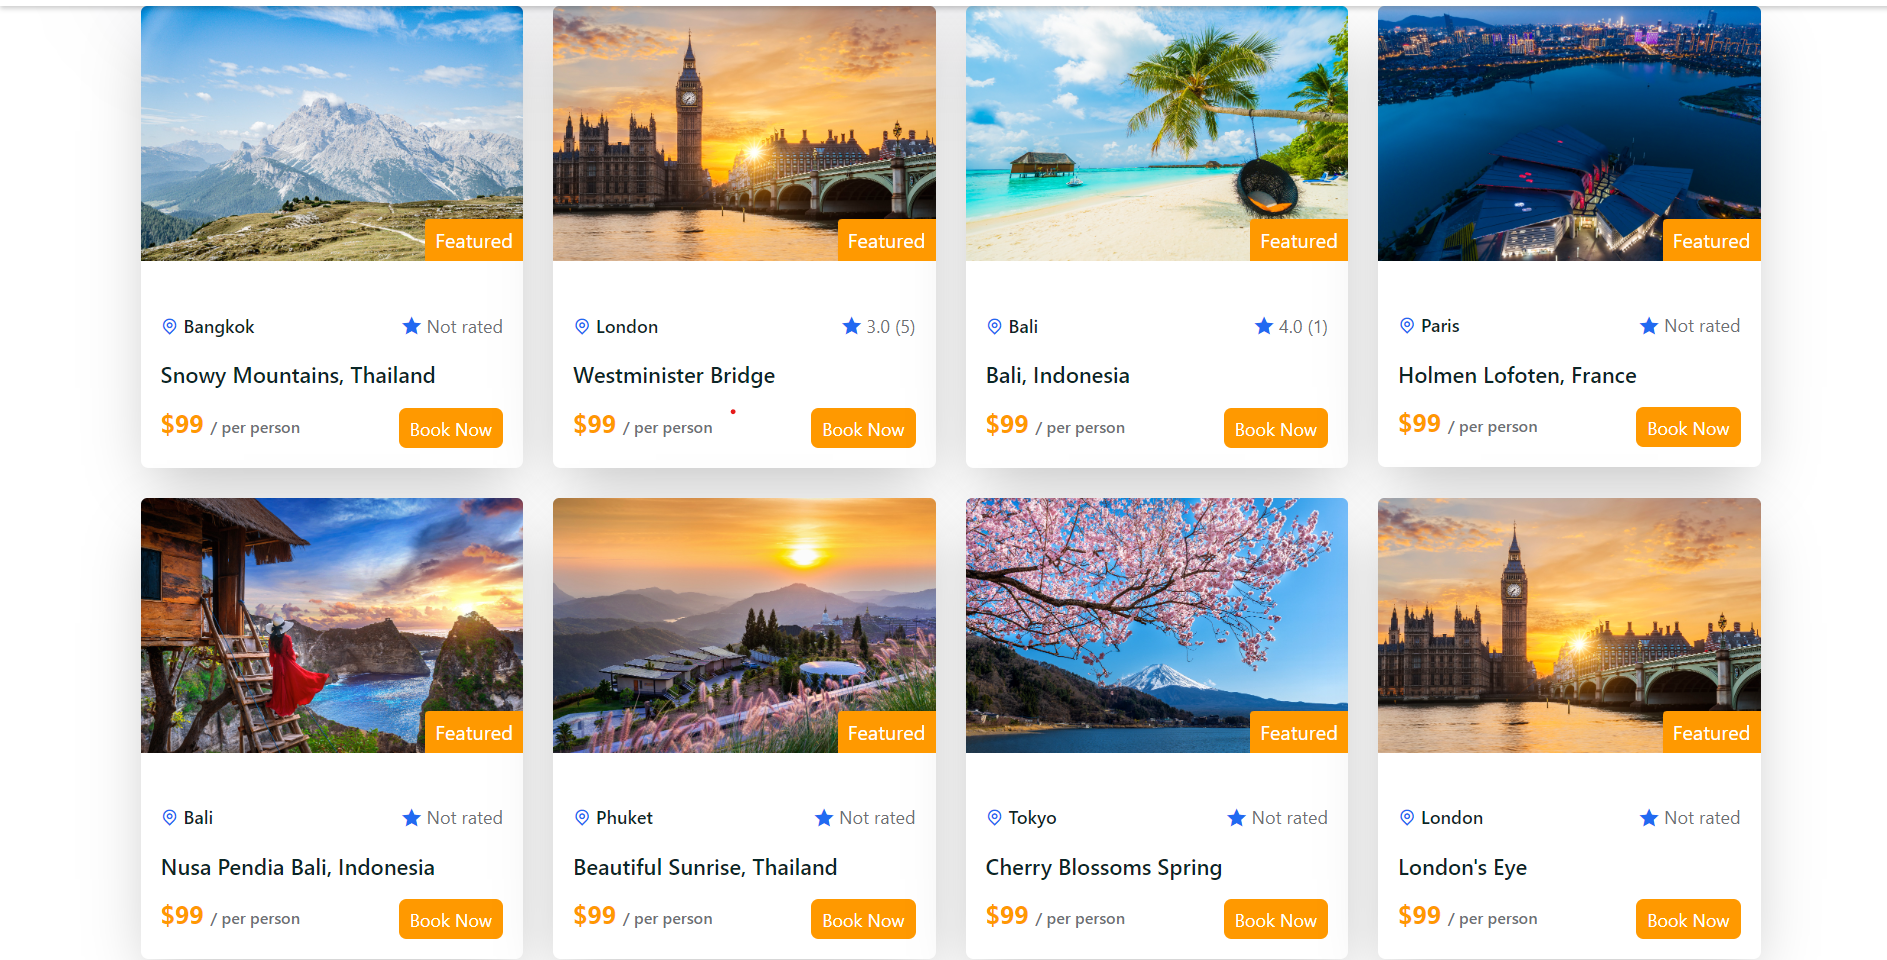 Featured Featured Featured Featured
Bangkok Not rated London 3.0 (5) Bali 4.0 (1) Paris Not rated
Snowy Mountains, Thailand Westminister Bridge Bali, Indonesia Holmen Lofoten, France
$99 / per person Book Now $99 / per person Book Now $99 / per person Book Now $99 / per person Book Now
Featured Featured Featured Featured
Bali Not rated Phuket Not rated Tokyo Not rated London Not rated
Nusa Pendia Bali, Indonesia Beautiful Sunrise, Thailand Cherry Blossoms Spring London's Eye
$99 / per person Book Now $99 / per person Book Now $99 / per person Book Now $99 / per person Book Now